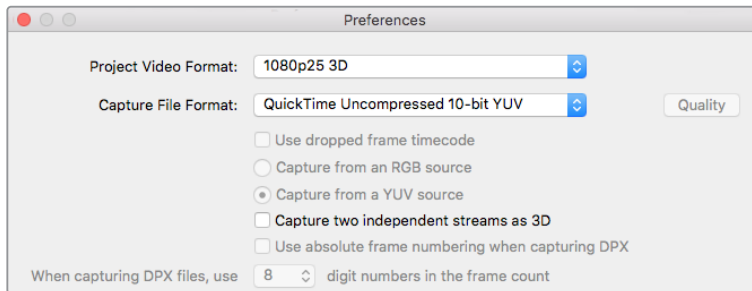 Preferences
Project Video Format: 1080p25 3D
Capture File Format: QuickTime Uncompressed 10-bit YUV Quality
Use dropped frame timecode
Capture from an RGB source
Capture from a YUV source
Capture two independent streams as 3D
Use absolute frame numbering when capturing DPX
When capturing DPX files, use 8 digit numbers in the frame count